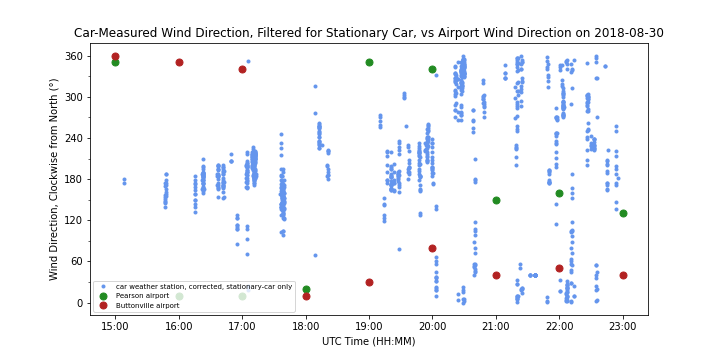 Car-Measured Wind Direction, Filtered for Stationary Car, vs Airport Wind Direction on 2018-08-30
Wind Direction, Clockwise from North (°)
360
300
240
180
120
60
0
car weather station, corrected, stationary-car only
Pearson airport
Buttonville airport
15:00 16:00 17:00 18:00 19:00 20:00 21:00 22:00 23:00
UTC Time (HH:MM)